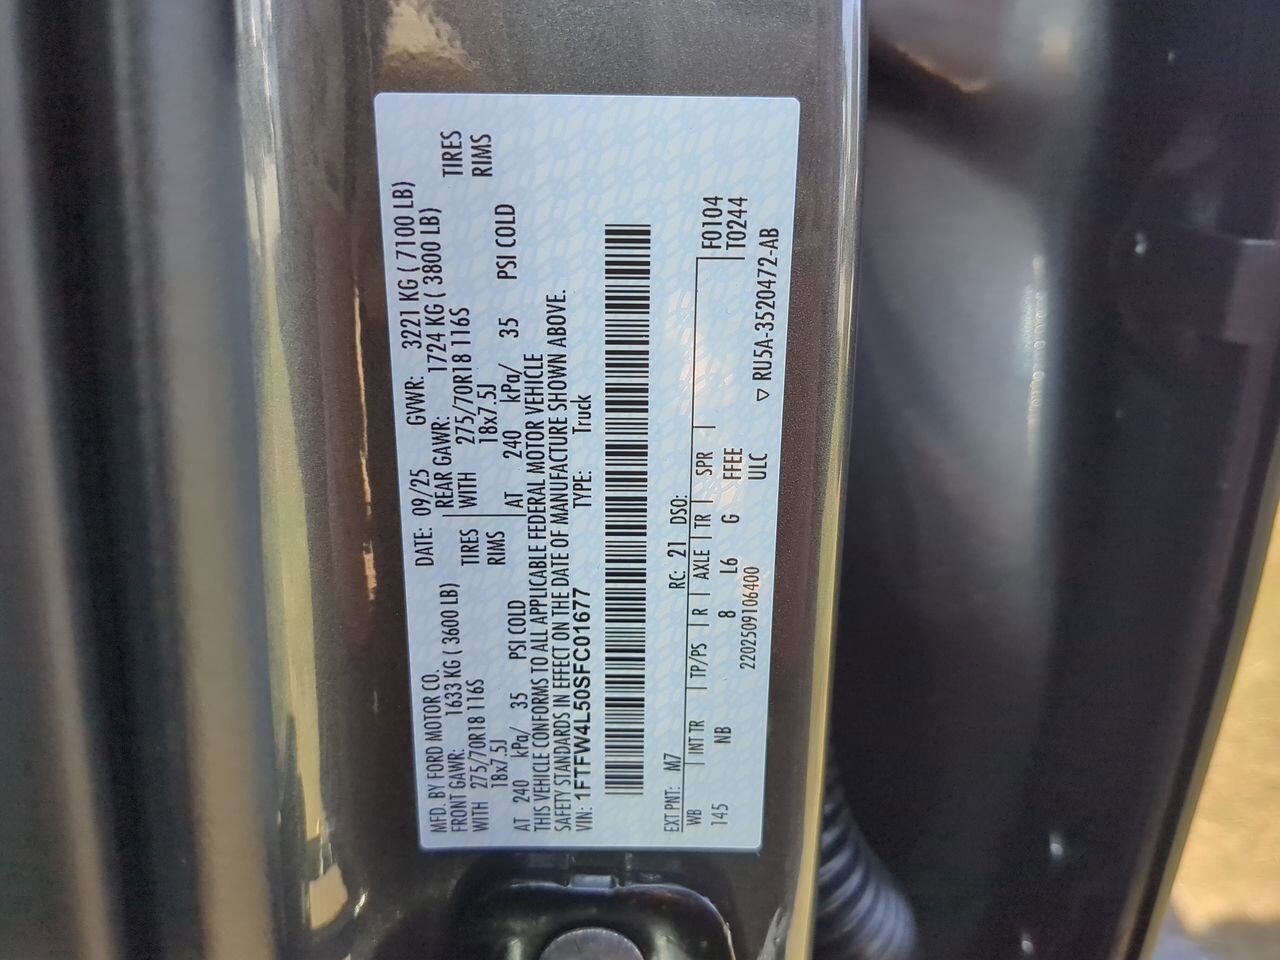 MFD. BY FORD MOTOR CO. DATE: 09/25 GVWR: 3221 KG ( 7100 LB)
FRONT GAWR: 1633 KG ( 3600 LB) REAR GAWR: 1724 KG ( 3800 LB)
WITH 275/70R18 116S TIRES WITH 275/70R18 116S TIRES
18x7.5J RIMS 18x7.5J RIMS
AT 240 kPa/ 35 PSI COLD AT 240 kPa/ 35 PSI COLD
THIS VEHICLE CONFORMS TO ALL APPLICABLE FEDERAL MOTOR VEHICLE
SAFETY STANDARDS IN EFFECT ON THE DATE OF MANUFACTURE SHOWN ABOVE.
VIN: 1FTFW4L50SFC01677 TYPE: Truck
EXT PNT: M7 RC: 21 DSO:
WB INT TR TP/PS R AXLE TR SPR F0104
145 NB 8 L6 G FFEE T0244
2202509106400 ULC ▽ RU5A-3520472-AB